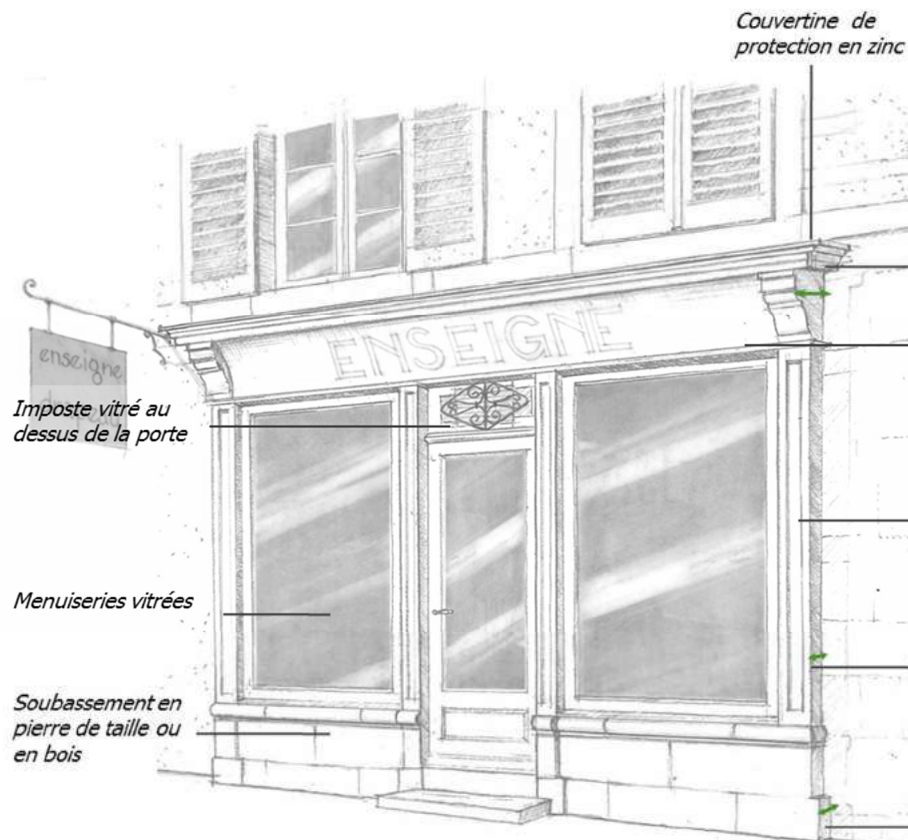 Couvertine de
protection en zinc
ENSEIGNE
enseigne
Imposte vitré au
dessus de la porte
Menuiseries vitrées
Soubassement en
pierre de taille ou
en bois